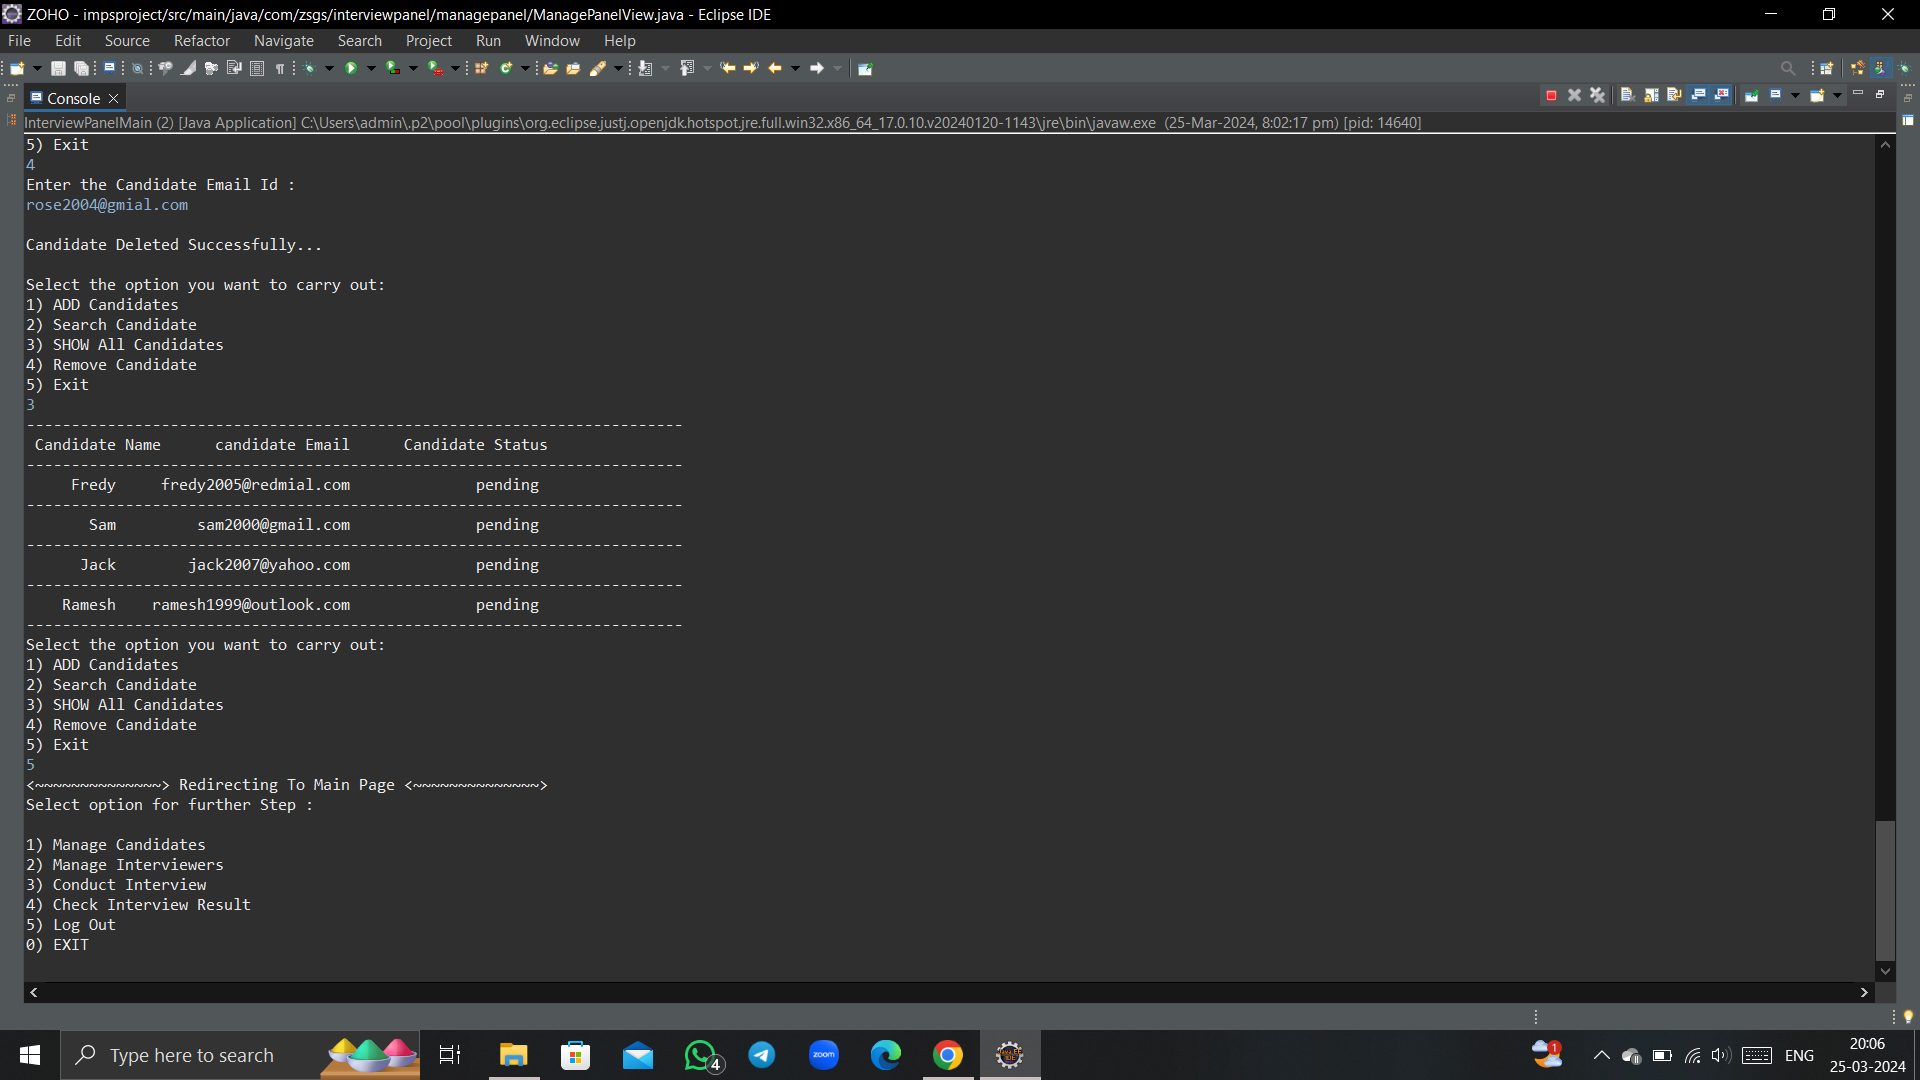 ZOHO - impsproject/src/main/java/com/zsgs/interviewpanel/managepanel/ManagePanelView.java - Eclipse IDE
File Edit Source Refactor Navigate Search Project Run Window Help
Console
InterviewPanelMain (2) [Java Application] C:\Users\admin\.p2\pool\plugins\org.eclipse.justj.openjdk.hotspot.jre.full.win32.x86_64_17.0.10.v20240120-1143\jre\bin\javaw.exe (25-Mar-2024, 8:02:17 pm) [pid: 14640]
5) Exit
4
Enter the Candidate Email Id :
rose2004@gmial.com
Candidate Deleted Successfully...
Select the option you want to carry out:
1) ADD Candidates
2) Search Candidate
3) SHOW All Candidates
4) Remove Candidate
5) Exit
3
-------------------------------------------------------------------------
Candidate Name candidate Email Candidate Status
-------------------------------------------------------------------------
Fredy fredy2005@redmial.com pending
-------------------------------------------------------------------------
Sam sam2000@gmail.com pending
-------------------------------------------------------------------------
Jack jack2007@yahoo.com pending
-------------------------------------------------------------------------
Ramesh ramesh1999@outlook.com pending
-------------------------------------------------------------------------
Select the option you want to carry out:
1) ADD Candidates
2) Search Candidate
3) SHOW All Candidates
4) Remove Candidate
5) Exit
5
<~~~~~~~~~~~~~~> Redirecting To Main Page <~~~~~~~~~~~~~~>
Select option for further Step :
1) Manage Candidates
2) Manage Interviewers
3) Conduct Interview
4) Check Interview Result
5) Log Out
0) EXIT
Type here to search
4
zoom
1
ENG
20:06
25-03-2024